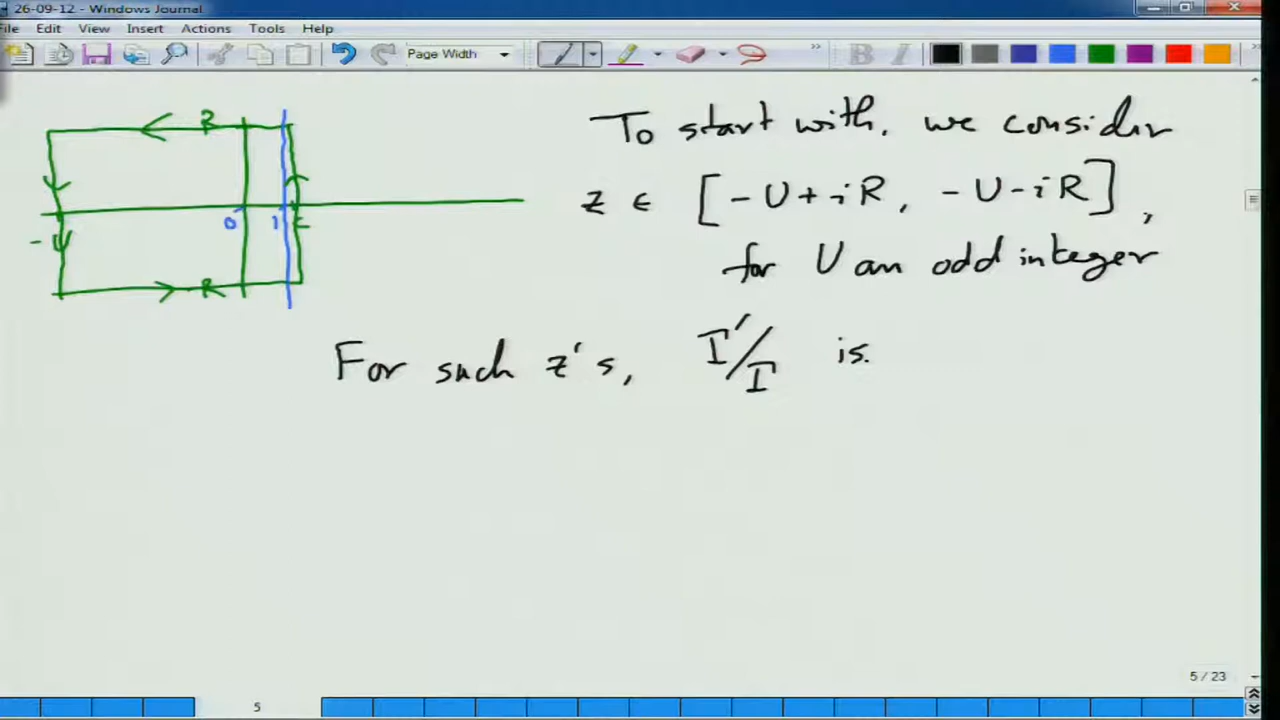 26-09-12 - Windows Journal
File Edit View Insert Actions Tools Help
Page Width
R
To start with, we consider
z ∈ [-U+iR, -U-iR],
0 1 c
-U
for U an odd integer
R
For such z's, Γ'/Γ is.
5 / 23
5